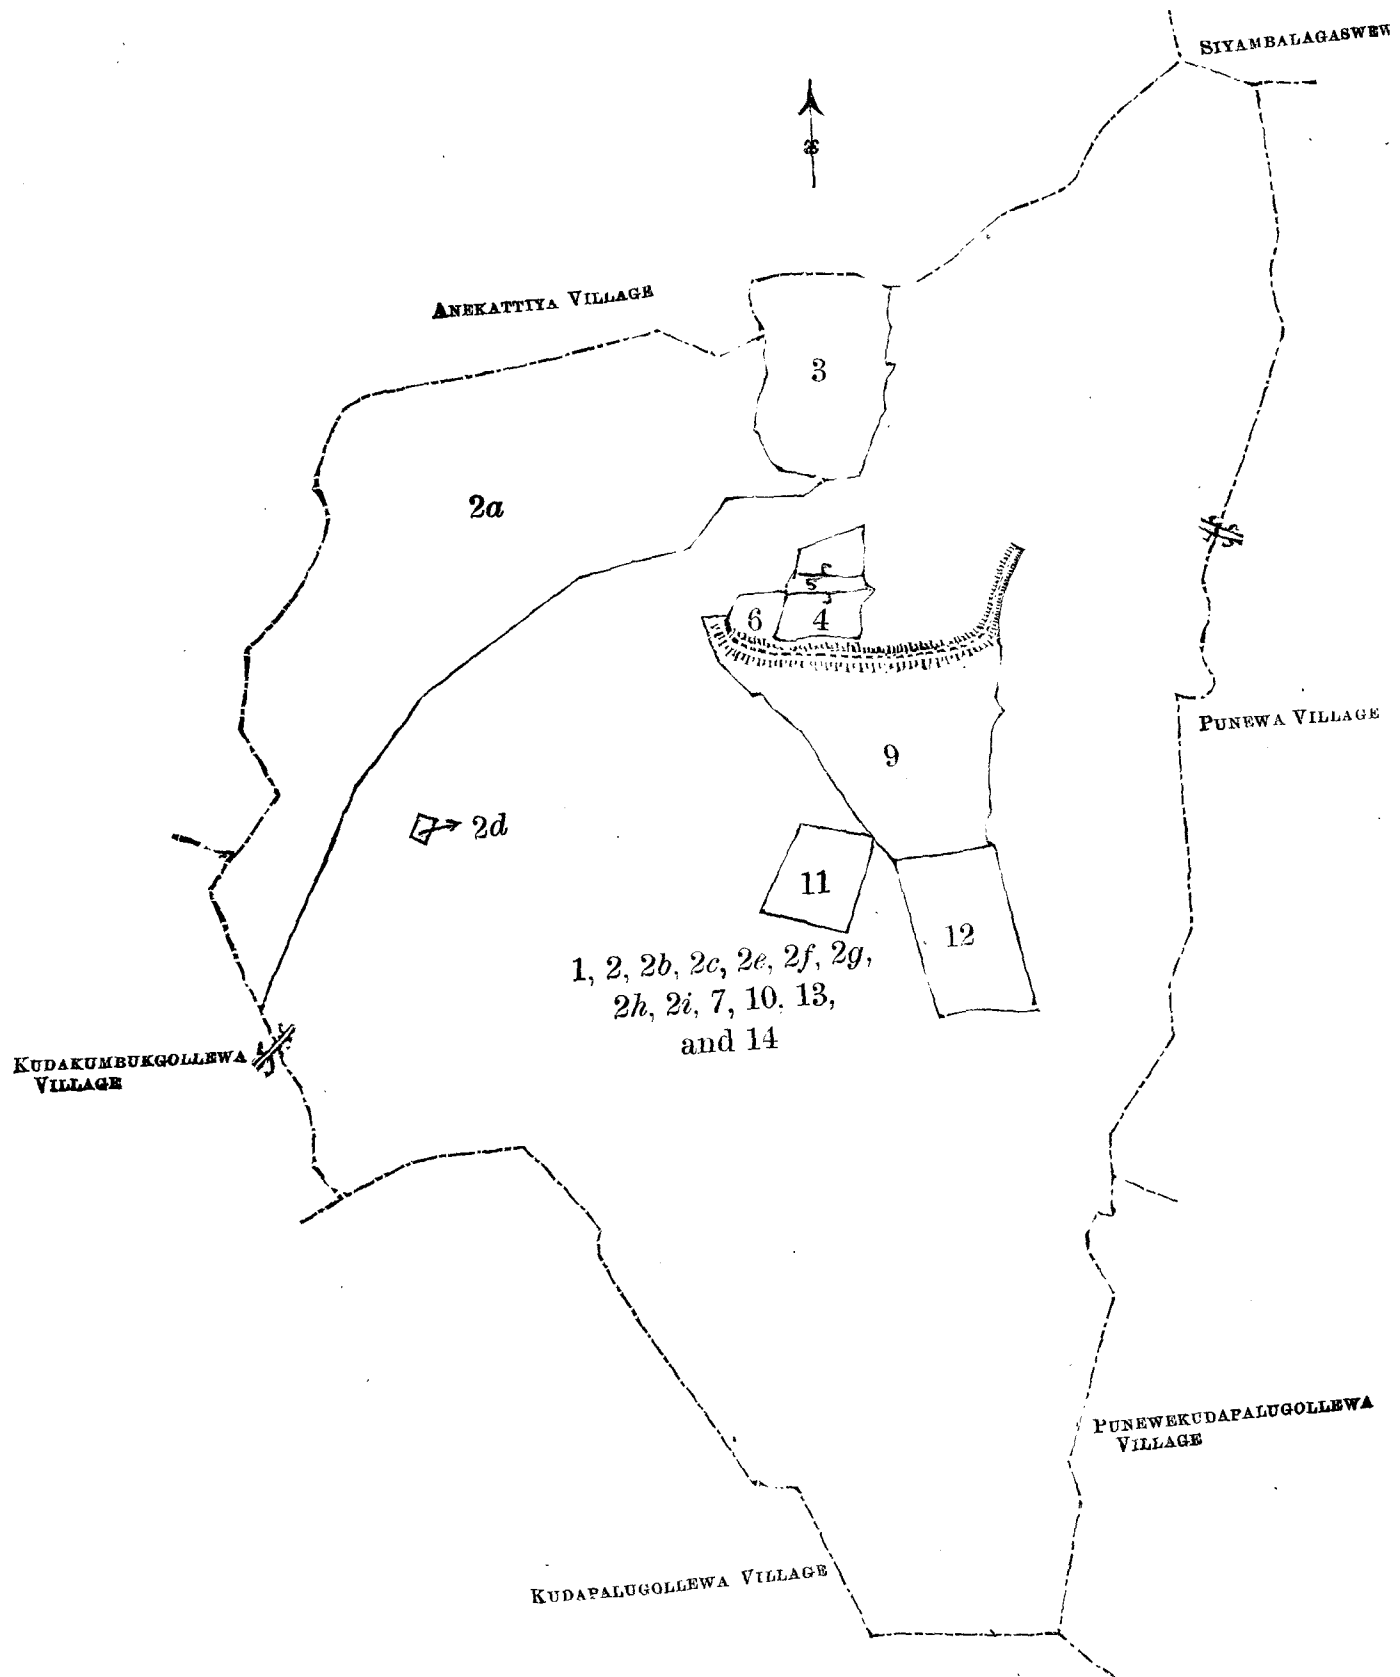 SIYAMBALAGASWEW
ANEKATTIYA VILLAGE
3
2a
5
6
4
PUNEWA VILLAGE
9
2d
11
12
1, 2, 2b, 2c, 2e, 2f, 2g,
2h, 2i, 7, 10, 13,
and 14
KUDAKUMBUKGOLLEWA
VILLAGE
PUNEWEKUDAPALUGOLLEWA
VILLAGE
KUDAPALUGOLLEWA VILLAGE